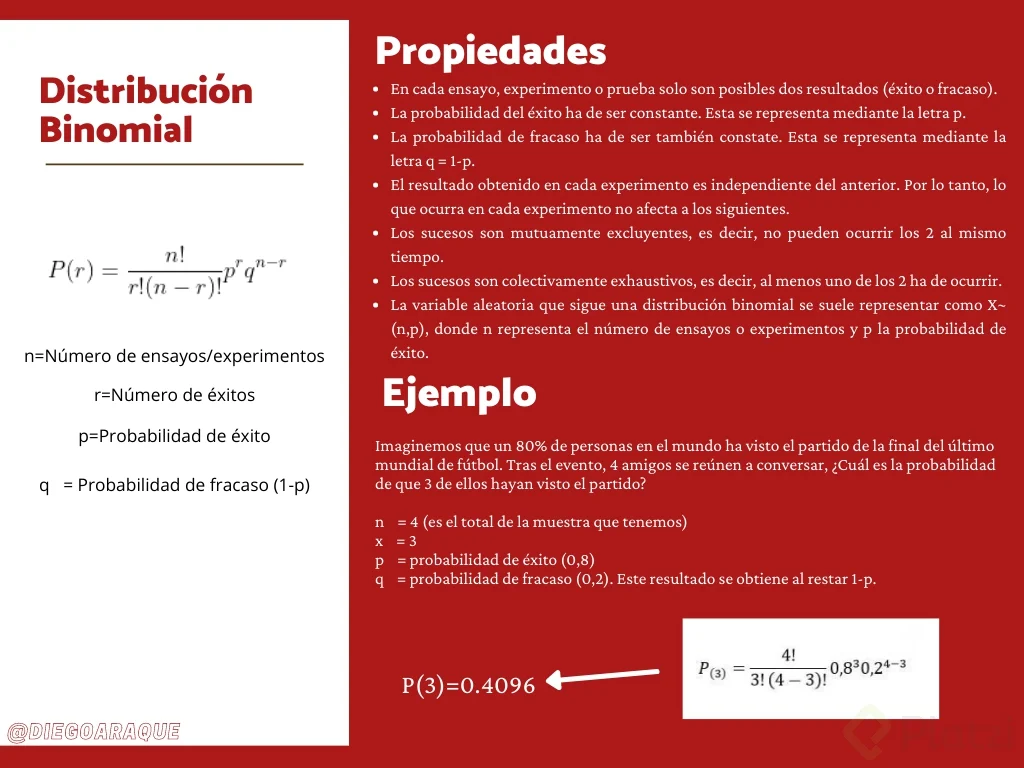 Distribución
Binomial
P(r) = n! / r!(n − r)! p^r q^{n−r}
n=Número de ensayos/experimentos
r=Número de éxitos
p=Probabilidad de éxito
q = Probabilidad de fracaso (1-p)
@DIEGOARAQUE
Propiedades
• En cada ensayo, experimento o prueba solo son posibles dos resultados (éxito o fracaso).
• La probabilidad del éxito ha de ser constante. Esta se representa mediante la letra p.
• La probabilidad de fracaso ha de ser también constate. Esta se representa mediante la
letra q = 1-p.
• El resultado obtenido en cada experimento es independiente del anterior. Por lo tanto, lo
que ocurra en cada experimento no afecta a los siguientes.
• Los sucesos son mutuamente excluyentes, es decir, no pueden ocurrir los 2 al mismo
tiempo.
• Los sucesos son colectivamente exhaustivos, es decir, al menos uno de los 2 ha de ocurrir.
• La variable aleatoria que sigue una distribución binomial se suele representar como X~
(n,p), donde n representa el número de ensayos o experimentos y p la probabilidad de
éxito.
Ejemplo
Imaginemos que un 80% de personas en el mundo ha visto el partido de la final del último
mundial de fútbol. Tras el evento, 4 amigos se reúnen a conversar, ¿Cuál es la probabilidad
de que 3 de ellos hayan visto el partido?
n = 4 (es el total de la muestra que tenemos)
x = 3
p = probabilidad de éxito (0,8)
q = probabilidad de fracaso (0,2). Este resultado se obtiene al restar 1-p.
P(3)=0.4096
P_(3) = 4! / 3! (4 − 3)! 0,8^3 0,2^{4−3}